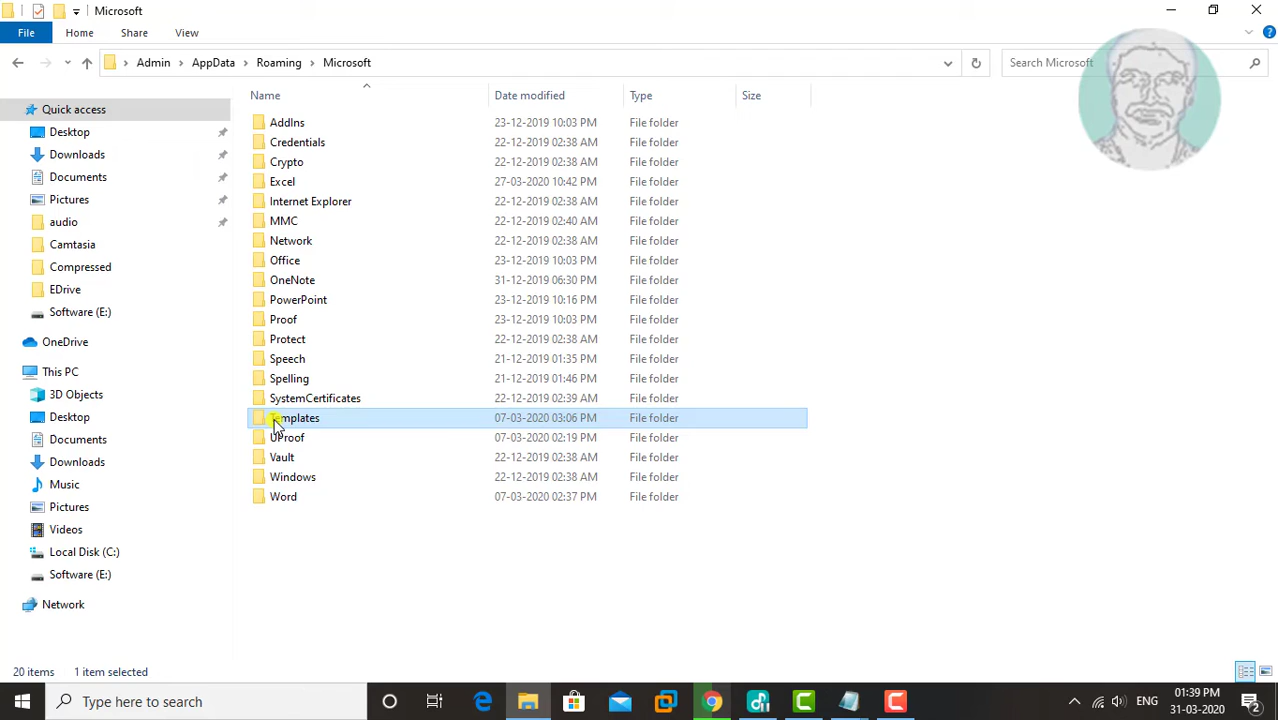 Microsoft
File Home Share View
Admin AppData Roaming Microsoft
Search Microsoft
Name Date modified Type Size
Quick access
Desktop
Downloads
Documents
Pictures
audio
Camtasia
Compressed
EDrive
Software (E:)
OneDrive
This PC
3D Objects
Desktop
Documents
Downloads
Music
Pictures
Videos
Local Disk (C:)
Software (E:)
Network
AddIns 23-12-2019 10:03 PM File folder
Credentials 22-12-2019 02:38 AM File folder
Crypto 22-12-2019 02:38 AM File folder
Excel 27-03-2020 10:42 PM File folder
Internet Explorer 22-12-2019 02:38 AM File folder
MMC 22-12-2019 02:40 AM File folder
Network 22-12-2019 02:38 AM File folder
Office 23-12-2019 10:03 PM File folder
OneNote 31-12-2019 06:30 PM File folder
PowerPoint 23-12-2019 10:16 PM File folder
Proof 23-12-2019 10:03 PM File folder
Protect 22-12-2019 02:38 AM File folder
Speech 21-12-2019 01:35 PM File folder
Spelling 21-12-2019 01:46 PM File folder
SystemCertificates 22-12-2019 02:39 AM File folder
Templates 07-03-2020 03:06 PM File folder
UProof 07-03-2020 02:19 PM File folder
Vault 22-12-2019 02:38 AM File folder
Windows 22-12-2019 02:38 AM File folder
Word 07-03-2020 02:37 PM File folder
20 items 1 item selected
Type here to search
ENG
01:39 PM
31-03-2020
2